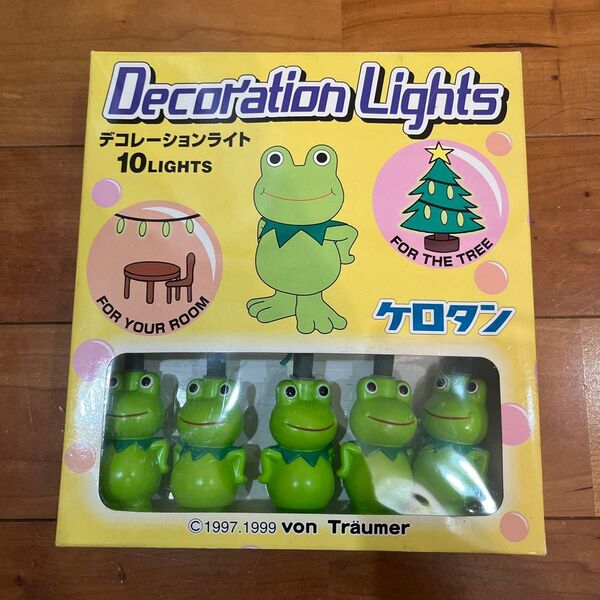 Decoration Lights
デコレーションライト
10LIGHTS
FOR THE TREE
FOR YOUR ROOM
ケロタン
©1997.1999 von Träumer